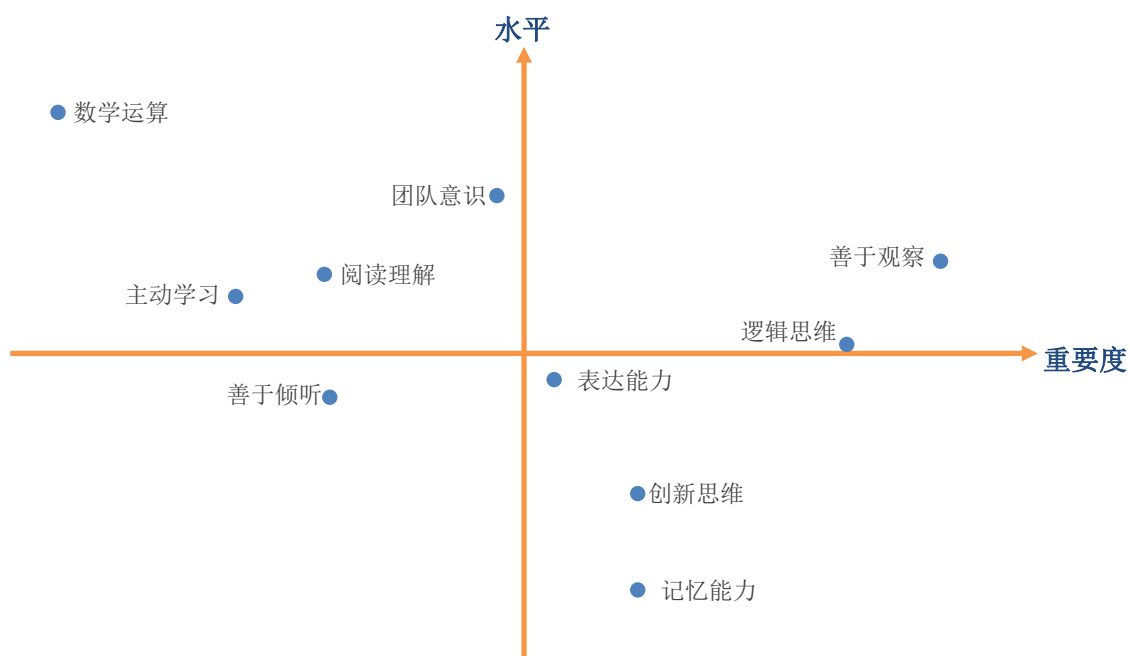 水平
数学运算
团队意识
善于观察
阅读理解
主动学习
逻辑思维
重要度
表达能力
善于倾听
创新思维
记忆能力